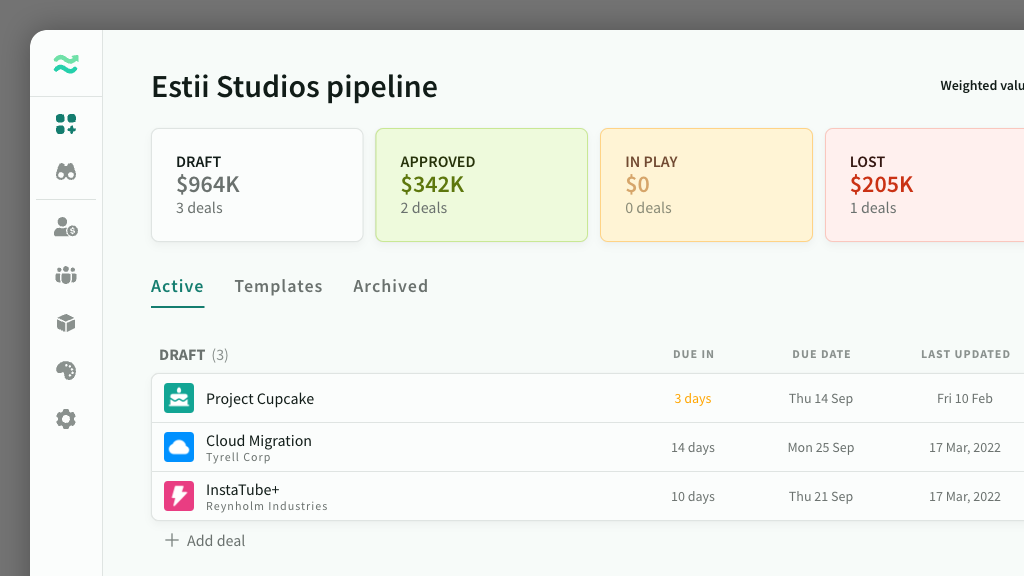 Estii Studios pipeline
Weighted valu
DRAFT
$964K
3 deals
APPROVED
$342K
2 deals
IN PLAY
$0
0 deals
LOST
$205K
1 deals
Active Templates Archived
DRAFT (3) DUE IN DUE DATE LAST UPDATED
Project Cupcake 3 days Thu 14 Sep Fri 10 Feb
Cloud Migration 14 days Mon 25 Sep 17 Mar, 2022
Tyrell Corp
InstaTube+ 10 days Thu 21 Sep 17 Mar, 2022
Reynholm Industries
+ Add deal